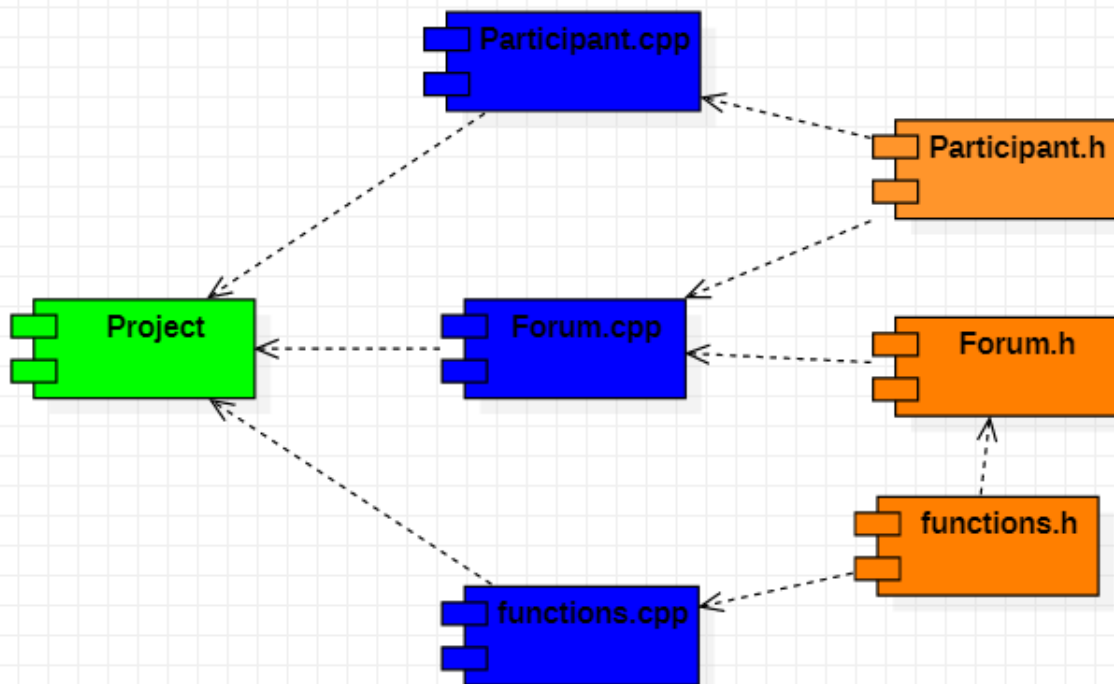 Participant.cpp
Participant.h
Project
Forum.cpp
Forum.h
functions.h
functions.cpp